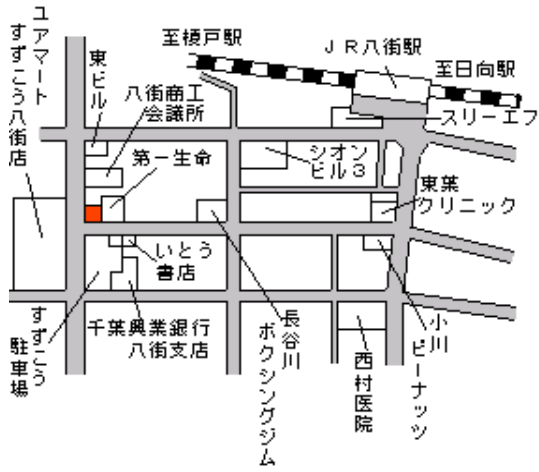 ユアマート
すずこう八街店
東ビル
八街商工
会議所
第一生命
至榎戸駅
JR八街駅
至日向駅
スリーエフ
シオン
ビル3
東葉
クリニック
いとう
書店
すずこう
駐車場
千葉興業銀行
八街支店
長谷川
ボクシングジム
西村医院
小川
ピーナッツ